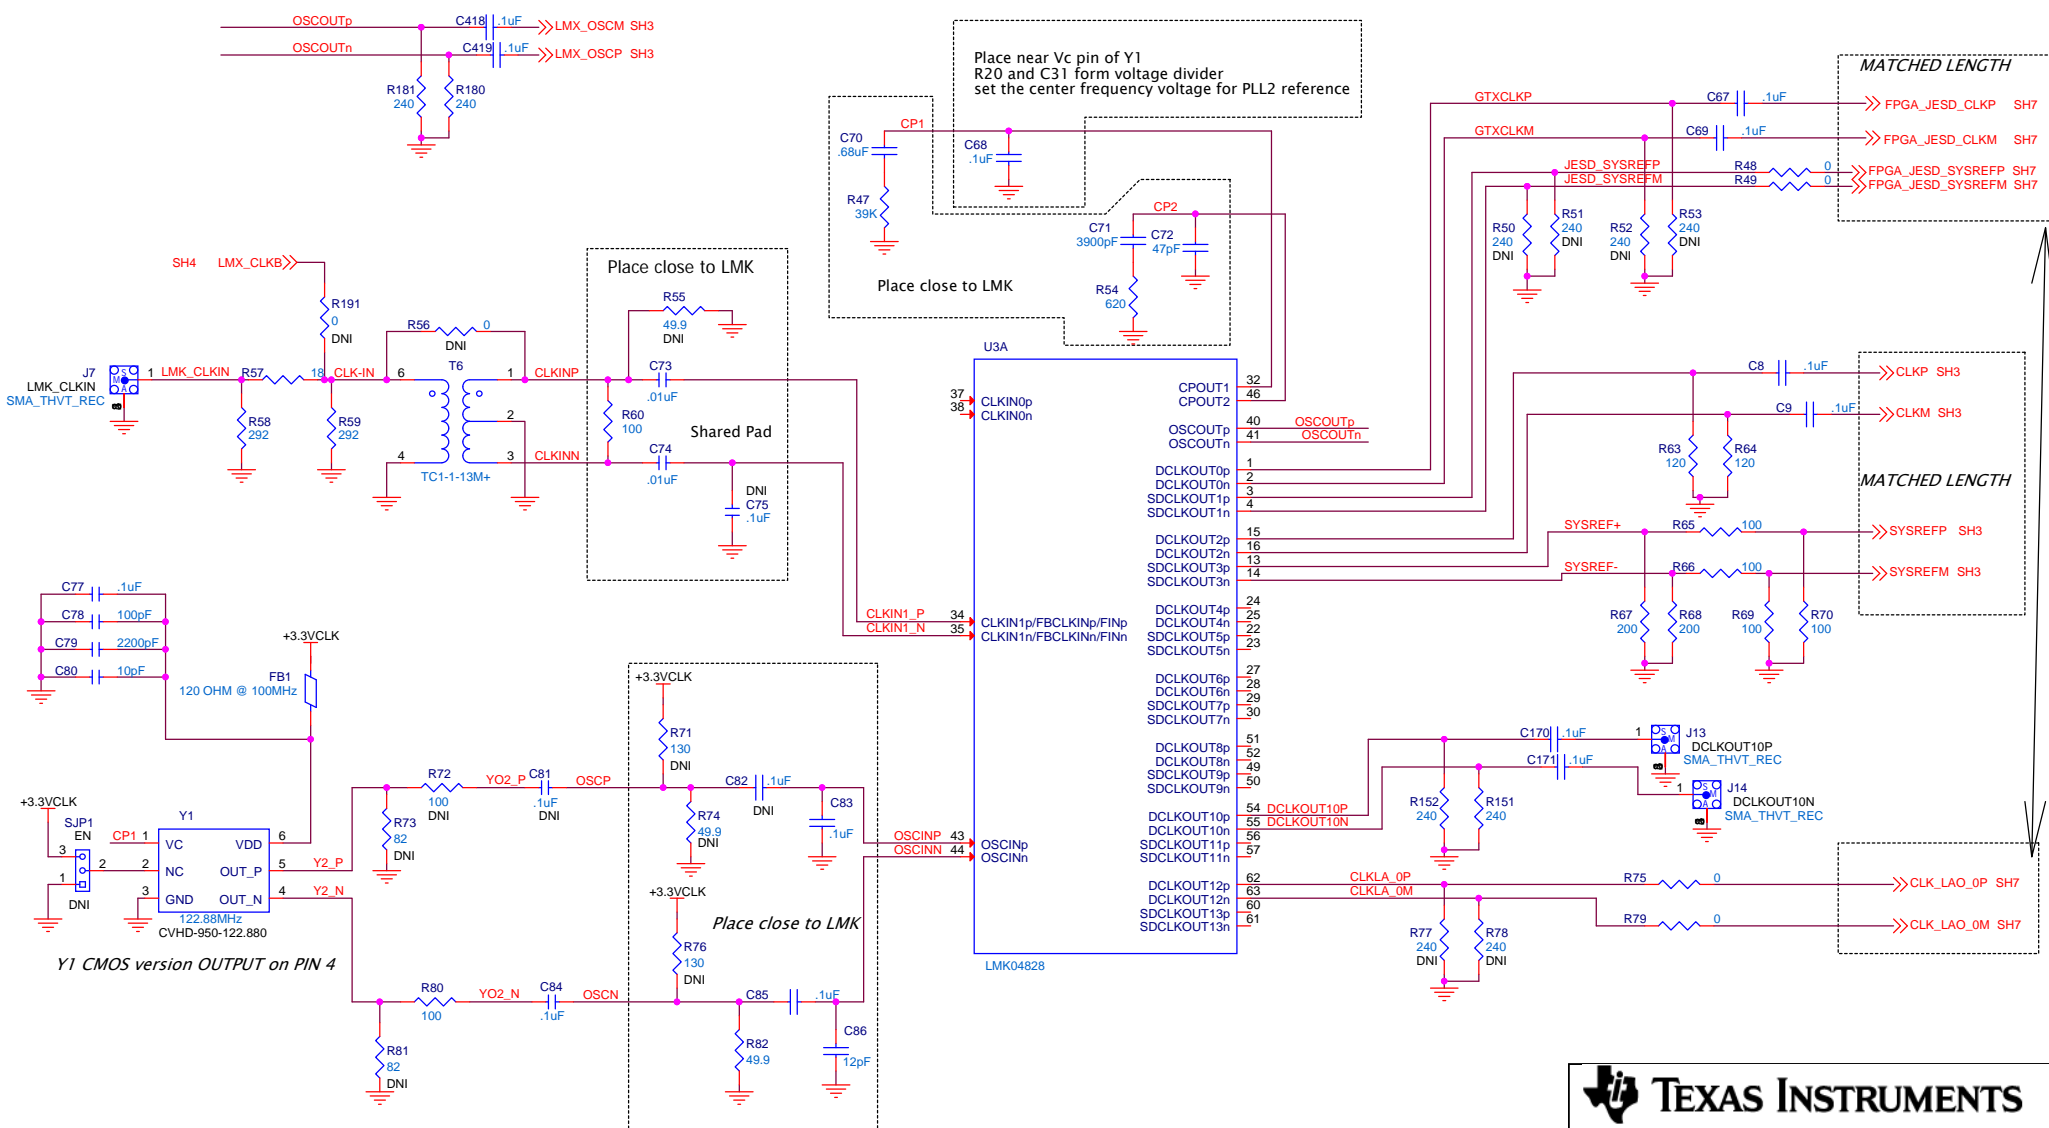 OSCOUTp
C418
.1uF
LMX_OSCM SH3
OSCOUTn
C419
.1uF
LMX_OSCP SH3
R181
240
R180
240
Place near Vc pin of Y1
R20 and C31 form voltage divider
set the center frequency voltage for PLL2 reference
C70
.68uF
CP1
C68
.1uF
R47
39K
CP2
C71
3900pF
C72
47pF
R54
620
Place close to LMK
MATCHED LENGTH
GTXCLKP
C67
.1uF
FPGA_JESD_CLKP SH7
GTXCLKM
C69
.1uF
FPGA_JESD_CLKM SH7
JESD_SYSREFP
R48
0
FPGA_JESD_SYSREFP SH7
JESD_SYSREFM
R49
0
FPGA_JESD_SYSREFM SH7
R50
240
DNI
R51
240
DNI
R52
240
DNI
R53
240
DNI
SH4 LMX_CLKB
R191
0
DNI
R56
0
DNI
Place close to LMK
R55
49.9
DNI
J7
LMK_CLKIN
SMA_THVT_REC
1
LMK_CLKIN
R57
18
CLK-IN
6
T6
1
CLKINP
C73
.01uF
R58
292
R59
292
2
R60
100
Shared Pad
4
3
CLKINN
C74
.01uF
TC1-1-13M+
DNI
C75
.1uF
U3A
37
CLKIN0p
38
CLKIN0n
CPOUT1
32
CPOUT2
46
OSCOUTp
40
OSCOUTp
OSCOUTn
41
OSCOUTn
DCLKOUT0p
1
DCLKOUT0n
2
SDCLKOUT1p
3
SDCLKOUT1n
4
DCLKOUT2p
15
DCLKOUT2n
16
SDCLKOUT3p
13
SDCLKOUT3n
14
DCLKOUT4p
24
DCLKOUT4n
25
SDCLKOUT5p
22
SDCLKOUT5n
23
DCLKOUT6p
27
DCLKOUT6n
28
SDCLKOUT7p
29
SDCLKOUT7n
30
DCLKOUT8p
51
DCLKOUT8n
52
SDCLKOUT9p
49
SDCLKOUT9n
50
DCLKOUT10p
54
DCLKOUT10P
DCLKOUT10n
55
DCLKOUT10N
SDCLKOUT11p
56
SDCLKOUT11n
57
DCLKOUT12p
62
CLKLA_0P
DCLKOUT12n
63
CLKLA_0M
SDCLKOUT13p
60
SDCLKOUT13n
61
CLKIN1_P
34
CLKIN1p/FBCLKINp/FINp
CLKIN1_N
35
CLKIN1n/FBCLKINn/FINn
OSCINP
43
OSCINp
OSCINN
44
OSCINn
LMK04828
C8
.1uF
CLKP SH3
C9
.1uF
CLKM SH3
R63
120
R64
120
MATCHED LENGTH
SYSREF+
R65
100
SYSREFP SH3
SYSREF-
R66
100
SYSREFM SH3
R67
200
R68
200
R69
100
R70
100
C170
.1uF
1
J13
DCLKOUT10P
SMA_THVT_REC
C171
.1uF
1
J14
DCLKOUT10N
SMA_THVT_REC
R152
240
R151
240
R75
0
CLK_LAO_0P SH7
R79
0
CLK_LAO_0M SH7
R77
240
DNI
R78
240
DNI
C77
.1uF
C78
100pF
C79
2200pF
C80
10pF
+3.3VCLK
FB1
120 OHM @ 100MHz
+3.3VCLK
SJP1
EN
3
2
1
DNI
CP1
Y1
1
VC
2
NC
3
GND
VDD
6
OUT_P
5
Y2_P
OUT_N
4
Y2_N
122.88MHz
CVHD-950-122.880
Y1 CMOS version OUTPUT on PIN 4
R73
82
DNI
R72
100
DNI
YO2_P
C81
.1uF
DNI
OSCP
+3.3VCLK
R71
130
DNI
C82
.1uF
DNI
R74
49.9
DNI
C83
.1uF
+3.3VCLK
R76
130
DNI
Place close to LMK
R80
100
YO2_N
C84
.1uF
OSCN
C85
.1uF
R81
82
DNI
R82
49.9
C86
12pF
TEXAS INSTRUMENTS